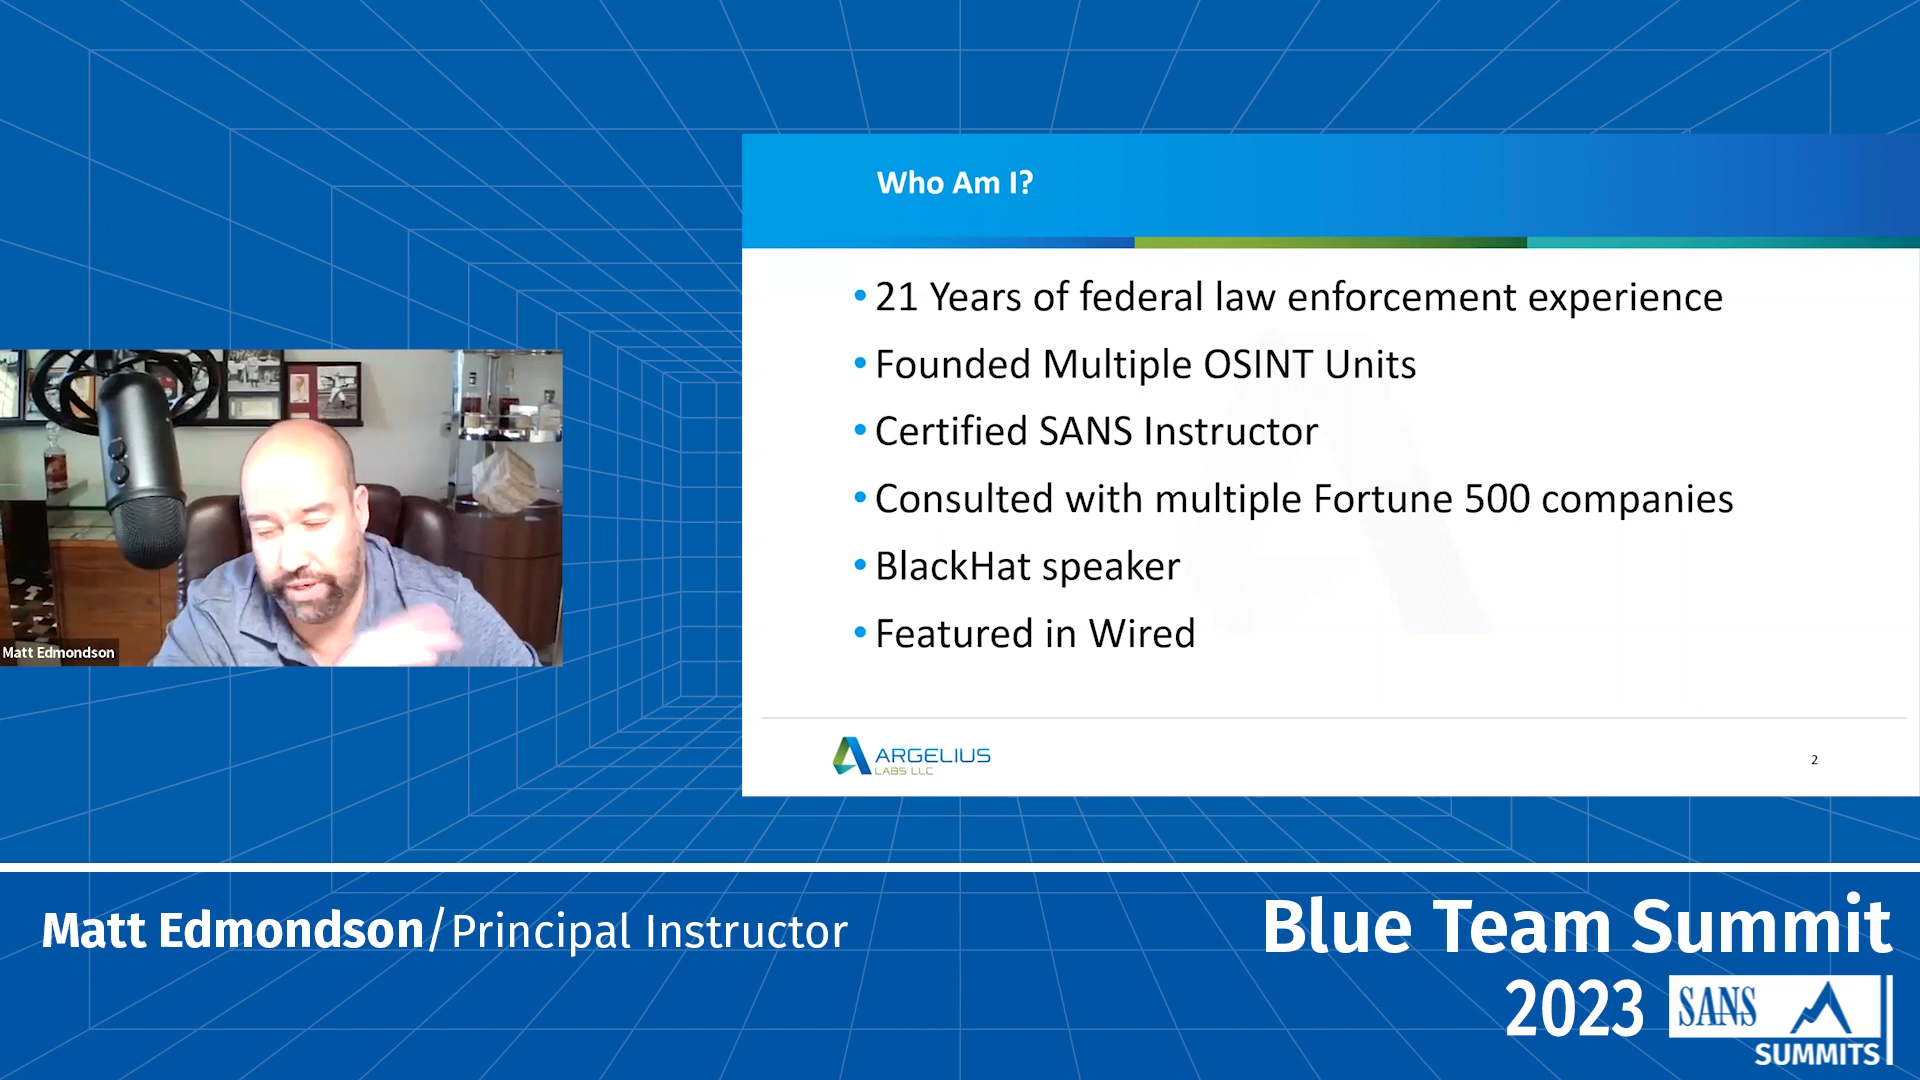 Who Am I?
• 21 Years of federal law enforcement experience
• Founded Multiple OSINT Units
• Certified SANS Instructor
• Consulted with multiple Fortune 500 companies
• BlackHat speaker
• Featured in Wired
ARGELIUS
LABS LLC
2
Matt Edmondson
Matt Edmondson/Principal Instructor
Blue Team Summit
2023
SANS
SUMMITS